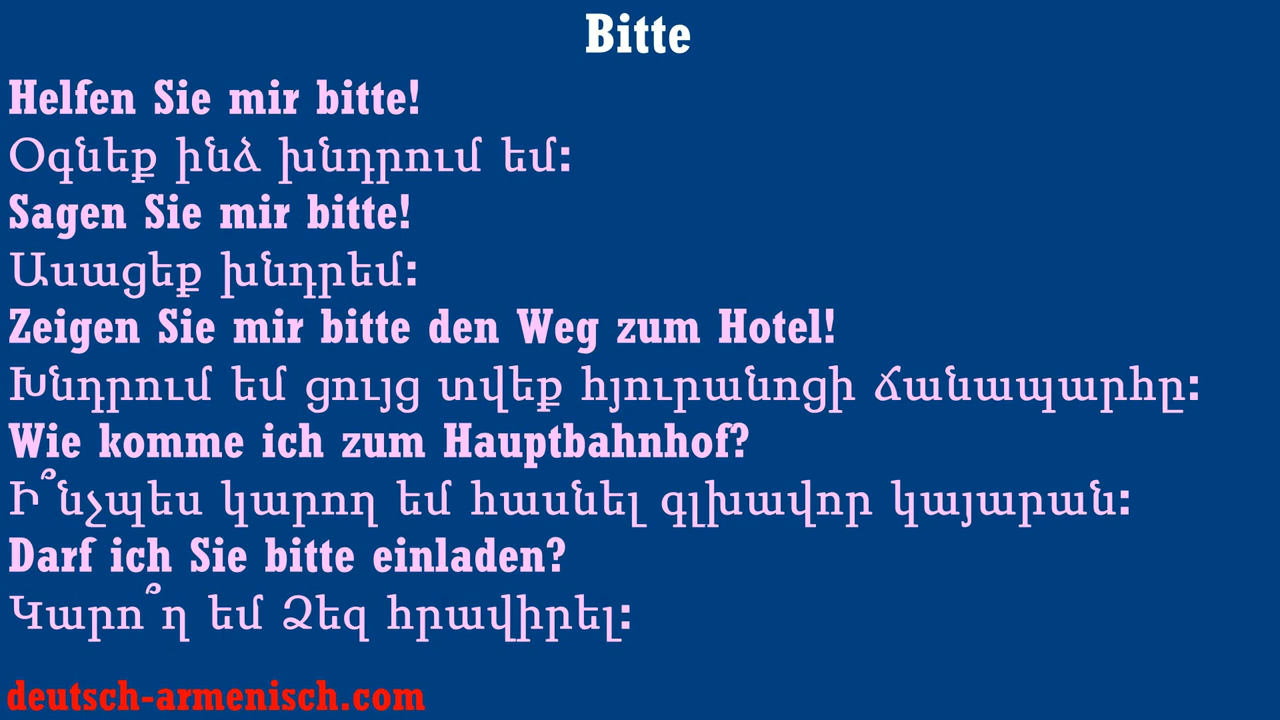 Bitte
Helfen Sie mir bitte!
Օգնեք ինձ խնդրում եմ:
Sagen Sie mir bitte!
Ասացեք խնդրեմ:
Zeigen Sie mir bitte den Weg zum Hotel!
Խնդրում եմ ցույց տվեք հյուրանոցի ճանապարհը:
Wie komme ich zum Hauptbahnhof?
Ի՞նչպես կարող եմ հասնել գլխավոր կայարան:
Darf ich Sie bitte einladen?
Կարո՞ղ եմ Ձեզ հրավիրել:
deutsch-armenisch.com